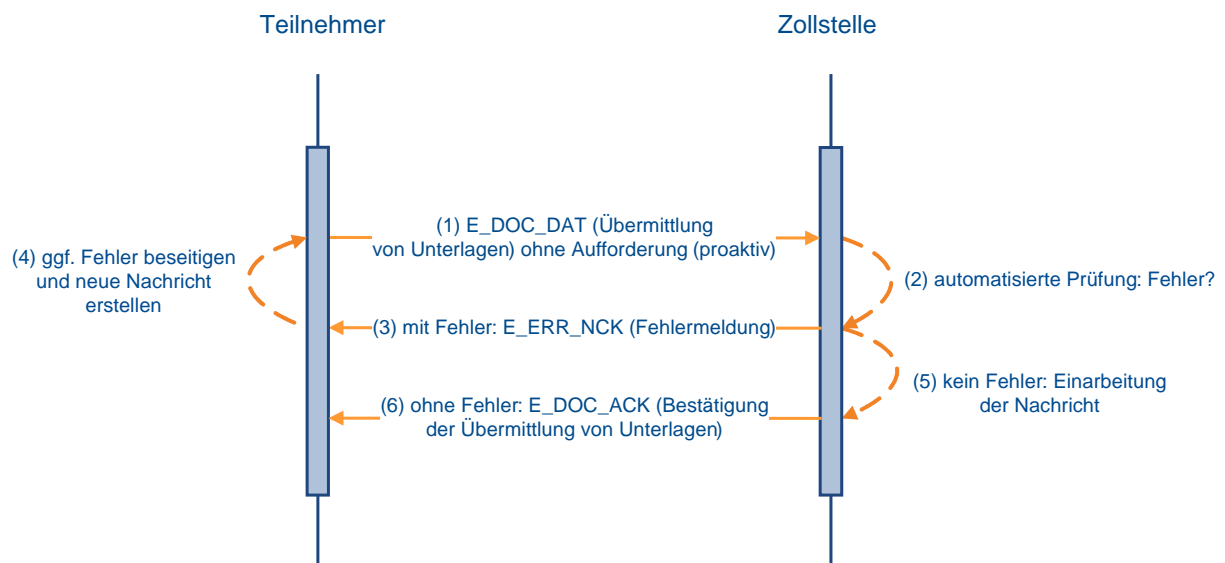 Teilnehmer
Zollstelle
(1) E_DOC_DAT (Übermittlung
von Unterlagen) ohne Aufforderung (proaktiv)
(4) ggf. Fehler beseitigen
und neue Nachricht
erstellen
(2) automatisierte Prüfung: Fehler?
(3) mit Fehler: E_ERR_NCK (Fehlermeldung)
(5) kein Fehler: Einarbeitung
der Nachricht
(6) ohne Fehler: E_DOC_ACK (Bestätigung
der Übermittlung von Unterlagen)